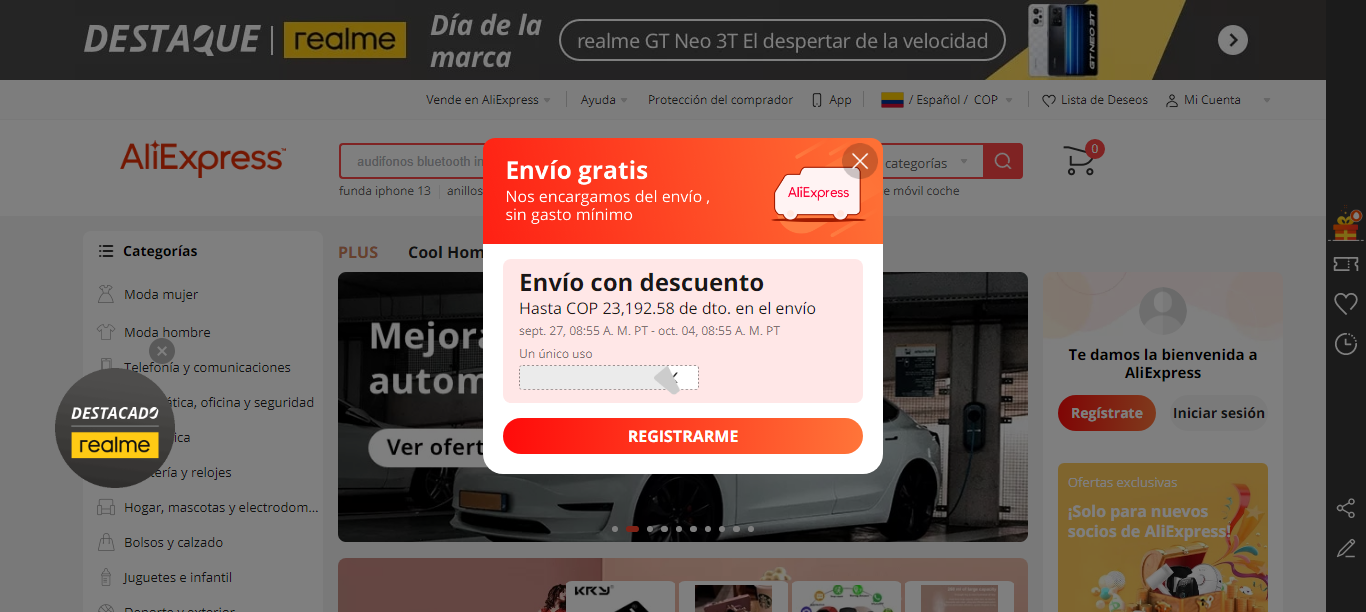 DESTAQUE
realme
Día de la
marca
realme GT Neo 3T El despertar de la velocidad
GT NEO 3T
Vende en AliExpress
Ayuda
Protección del comprador
App
/ Español / COP
Lista de Deseos
Mi Cuenta
AliExpress
audifonos bluetooth in
categorías
0
funda iphone 13
anillos
móvil coche
Envío gratis
Nos encargamos del envío ,
sin gasto mínimo
AliExpress
Categorías
PLUS
Cool Hom
Moda mujer
Moda hombre
Telefonía y comunicaciones
ática, oficina y seguridad
ica
tería y relojes
Hogar, mascotas y electrodom...
Bolsos y calzado
Juguetes e infantil
Deporte y exterior
DESTACADO
realme
Mejora
autom
Ver ofert
Envío con descuento
Hasta COP 23,192.58 de dto. en el envío
sept. 27, 08:55 A. M. PT - oct. 04, 08:55 A. M. PT
Un único uso
REGISTRARME
Te damos la bienvenida a
AliExpress
Regístrate
Iniciar sesión
Ofertas exclusivas
¡Solo para nuevos
socios de AliExpress!
KRY